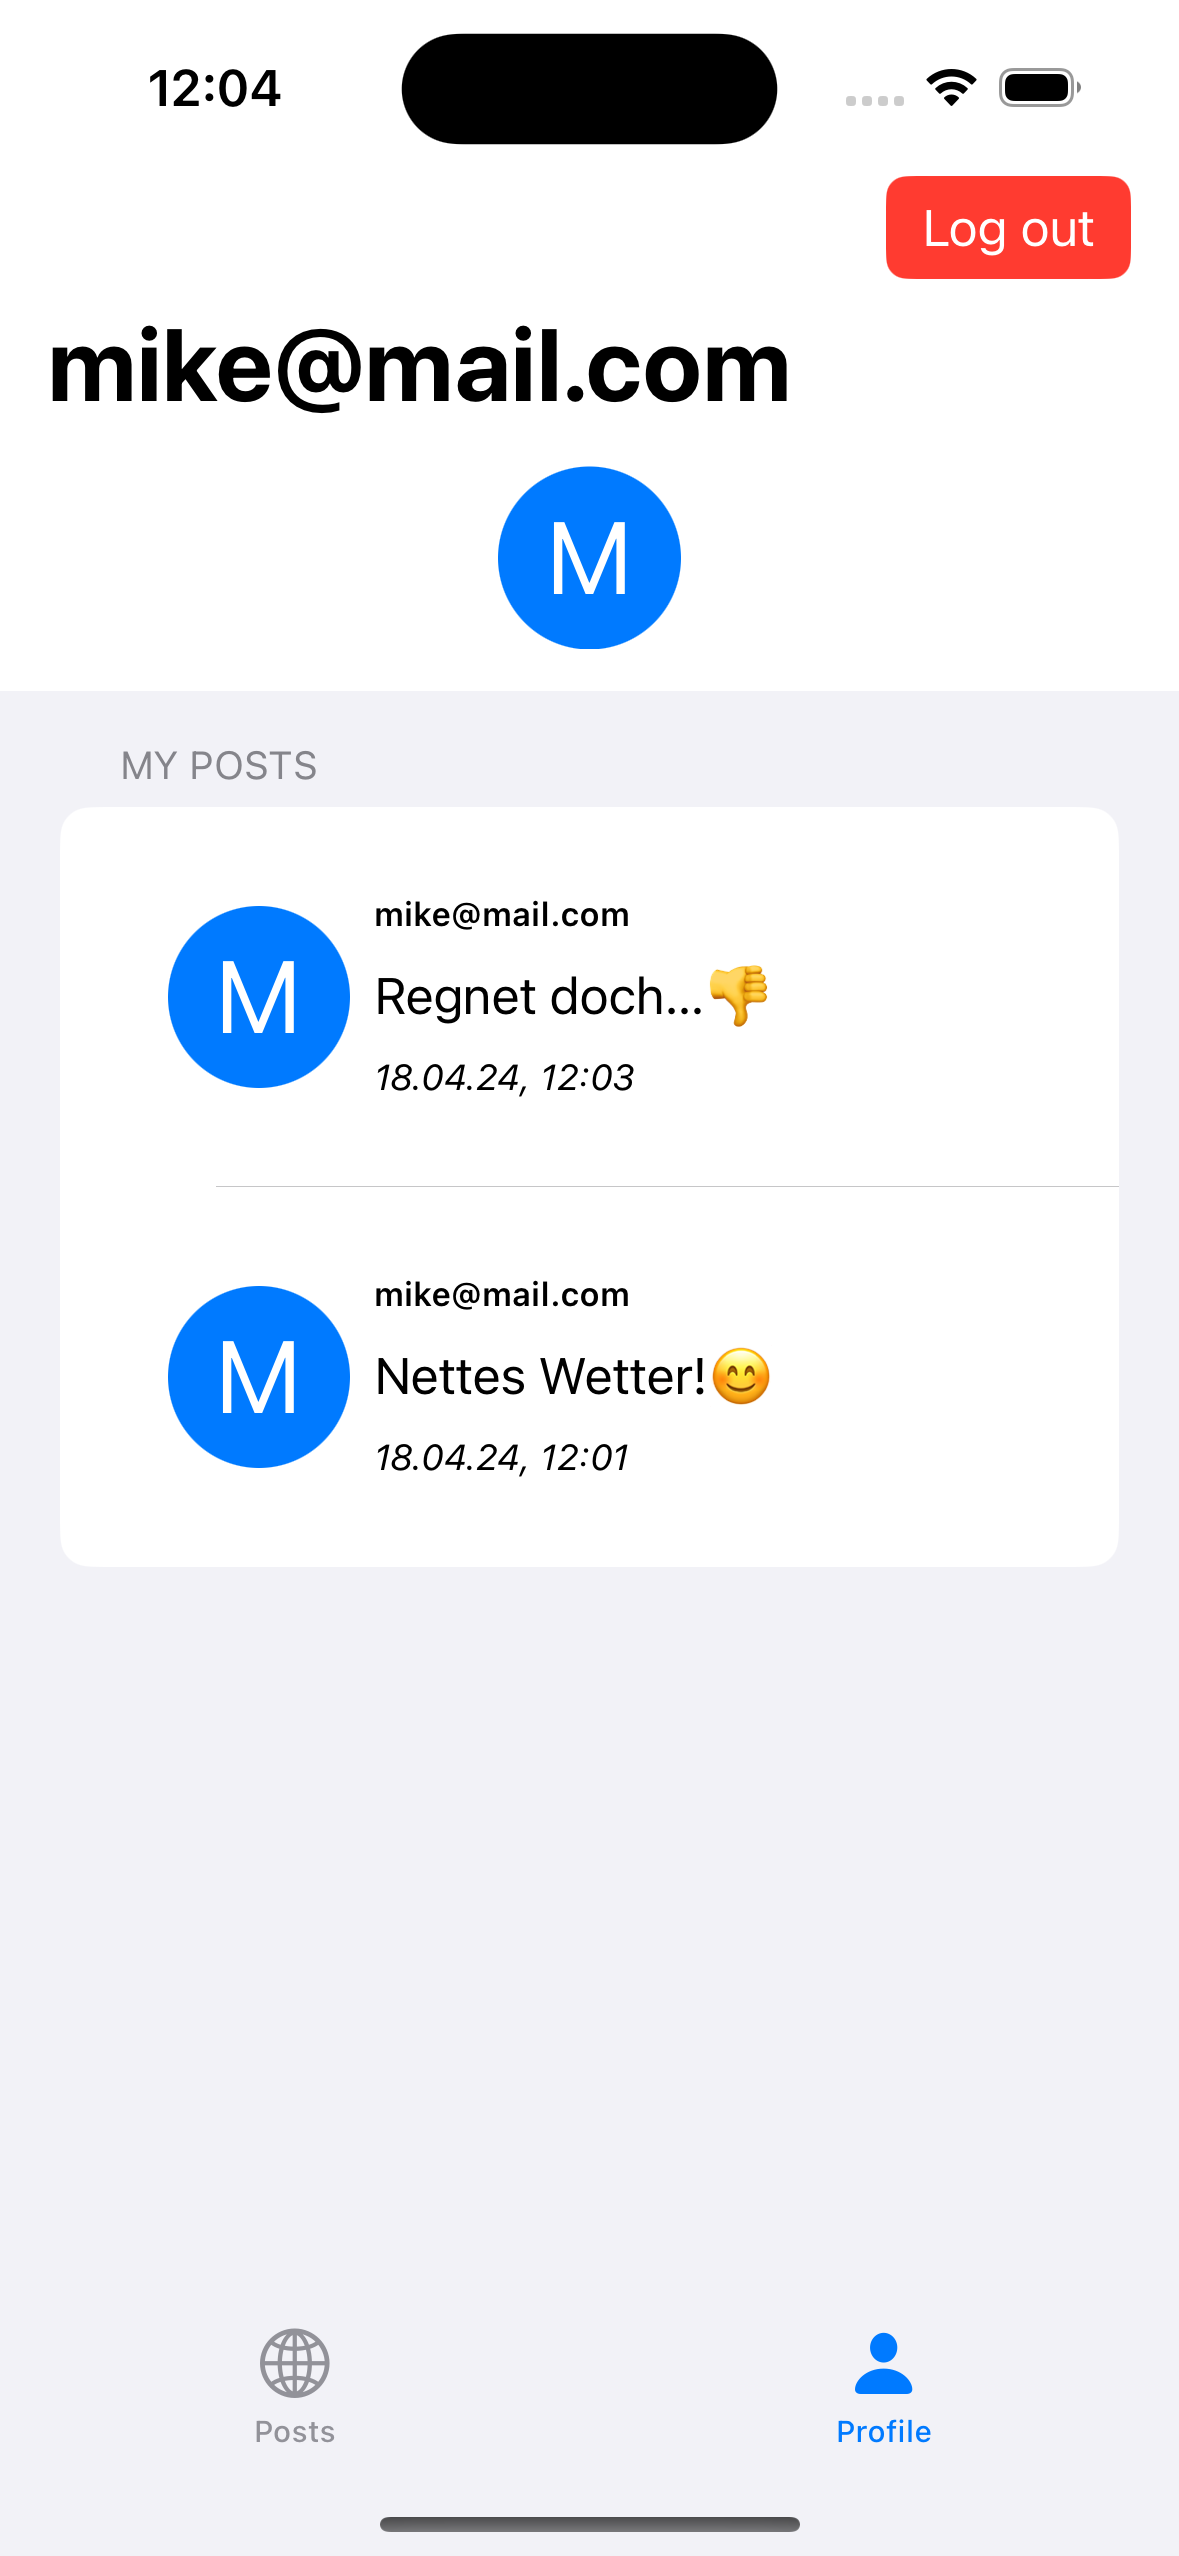 12:04
Log out
mike@mail.com
M
MY POSTS
M
mike@mail.com
Regnet doch...👎
18.04.24, 12:03
M
mike@mail.com
Nettes Wetter!😊
18.04.24, 12:01
Posts
Profile